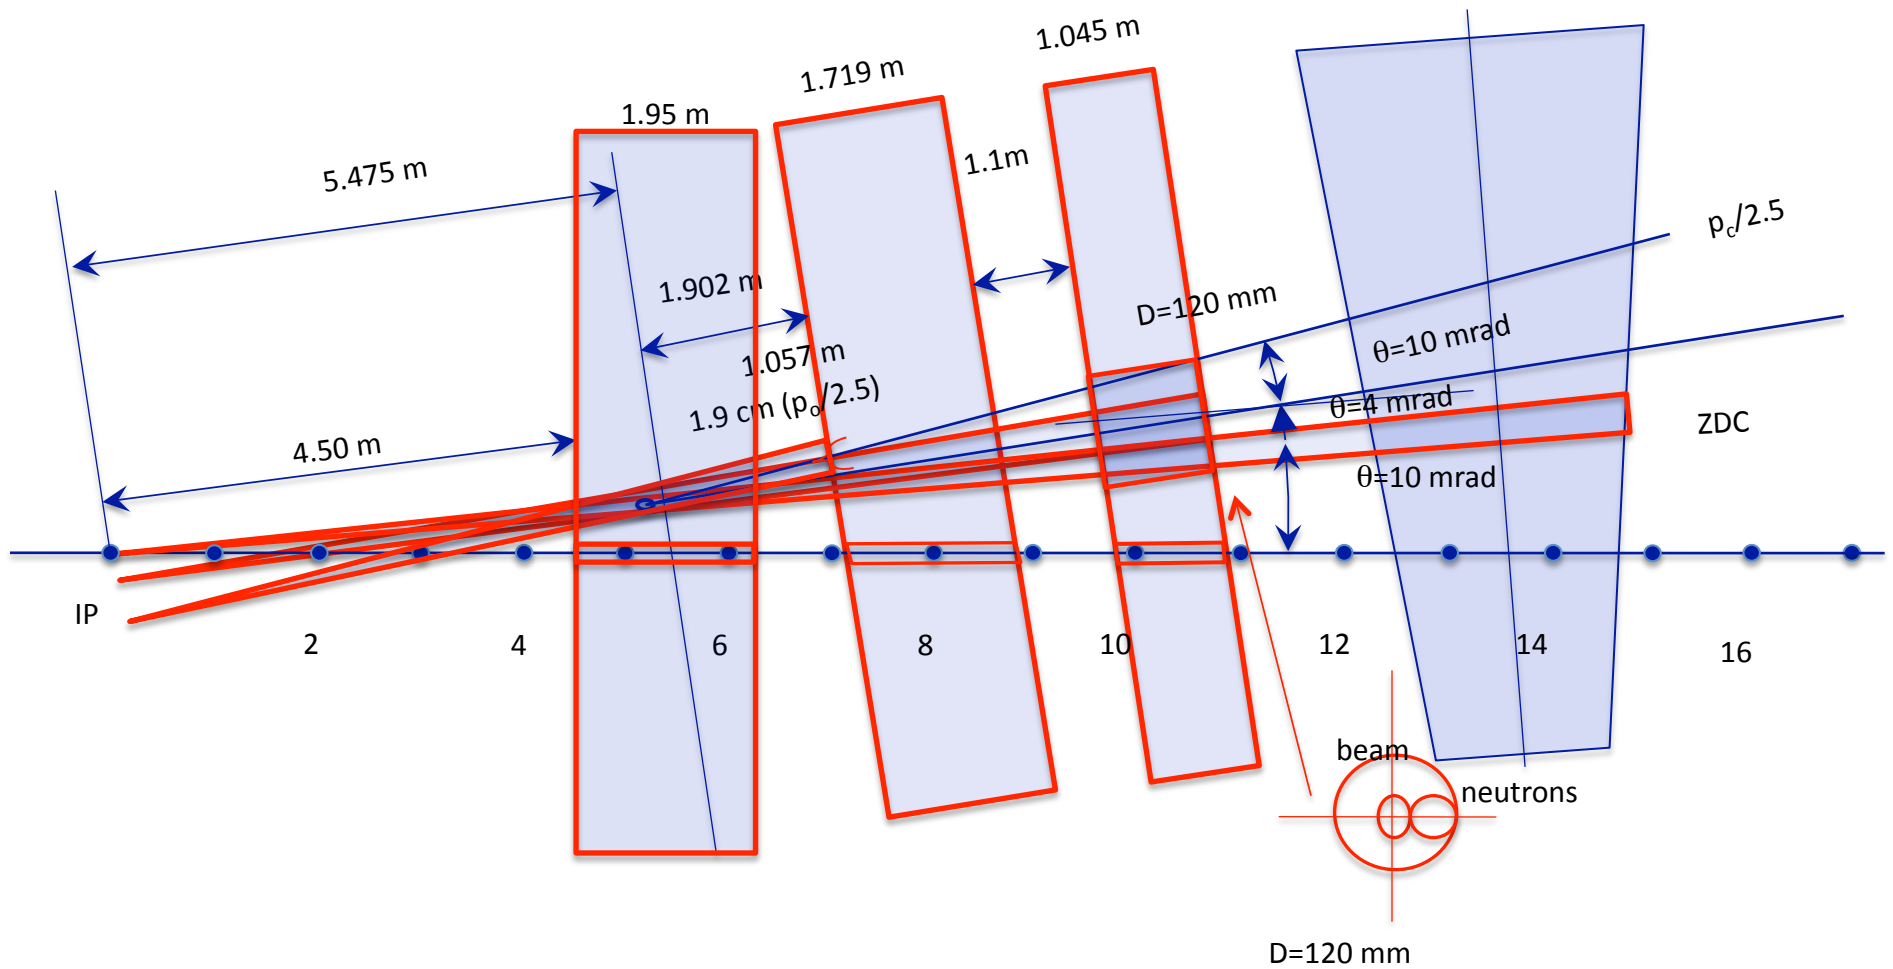 1.045 m
1.719 m
1.95 m
1.1m
5.475 m
p_c/2.5
1.902 m
D=120 mm
1.057 m
θ=10 mrad
1.9 cm (p_o/2.5)
θ=4 mrad
ZDC
4.50 m
θ=10 mrad
IP
2
4
6
8
10
12
14
16
beam
neutrons
D=120 mm